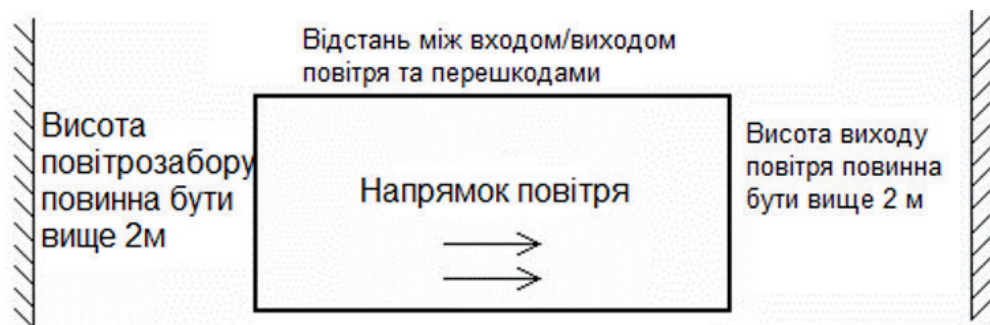 Відстань між входом/виходом
повітря та перешкодами
Висота
повітрозабору
повинна бути
вище 2м
Напрямок повітря
Висота виходу
повітря повинна
бути вище 2 м